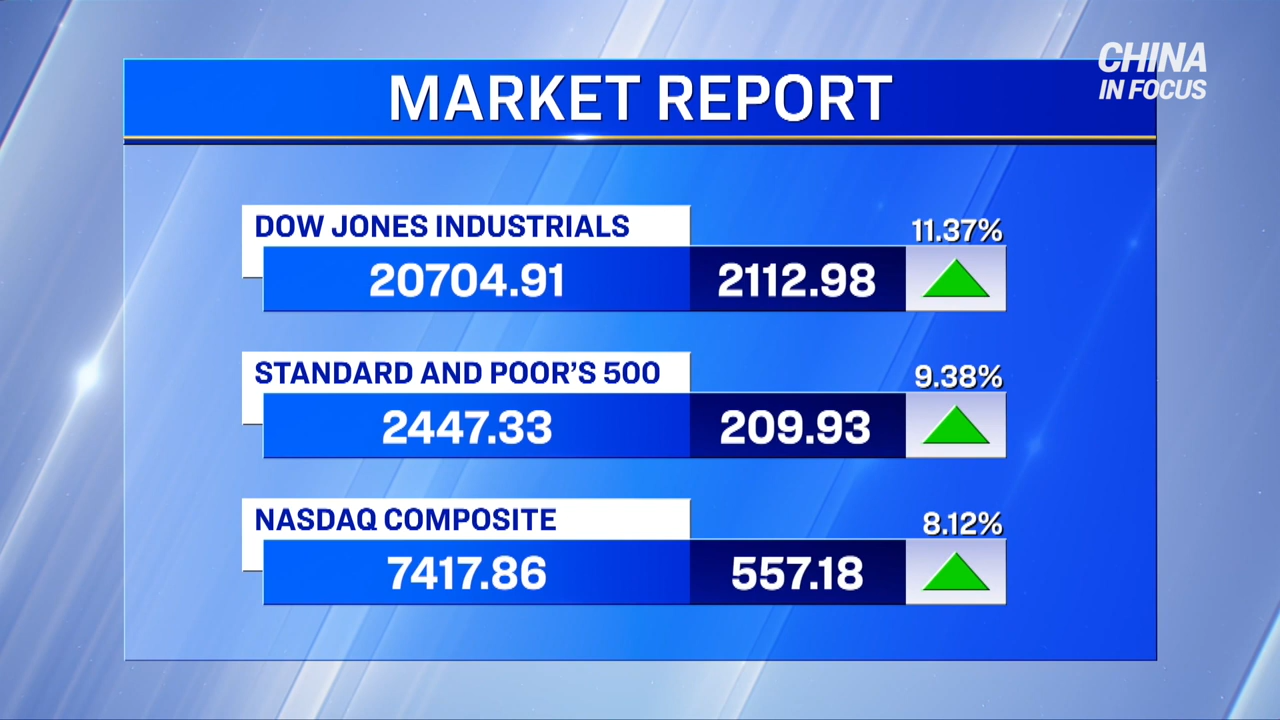 CHINA
IN FOCUS
MARKET REPORT
DOW JONES INDUSTRIALS
11.37%
20704.91 2112.98
STANDARD AND POOR’S 500
9.38%
2447.33 209.93
NASDAQ COMPOSITE
8.12%
7417.86 557.18